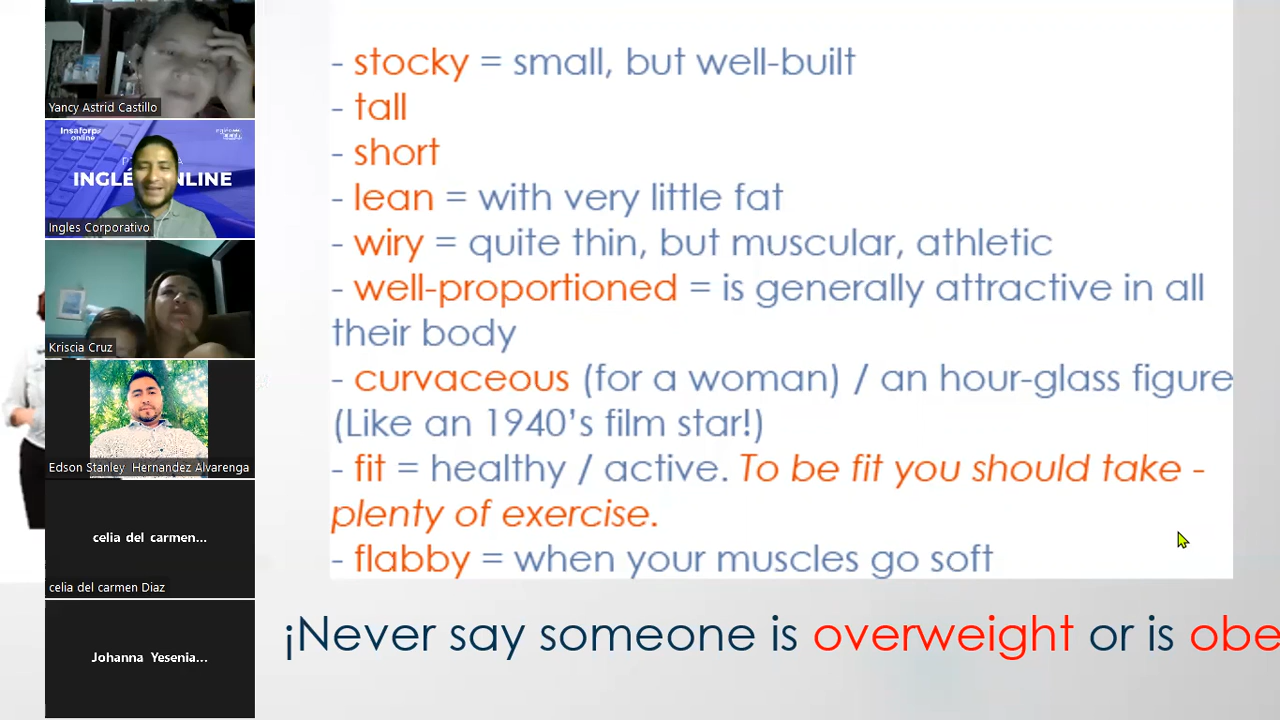 Yancy Astrid Castillo
Insaforp
online
INGLÉ NLINE
Ingles Corporativo
Kriscia Cruz
Edson Stanley Hernandez Alvarenga
celia del carmen...
celia del carmen Diaz
Johanna Yesenia...
- stocky = small, but well-built
- tall
- short
- lean = with very little fat
- wiry = quite thin, but muscular, athletic
- well-proportioned = is generally attractive in all
their body
- curvaceous (for a woman) / an hour-glass figure
(Like an 1940’s film star!)
- fit = healthy / active. To be fit you should take -
plenty of exercise.
- flabby = when your muscles go soft
¡Never say someone is overweight or is obe